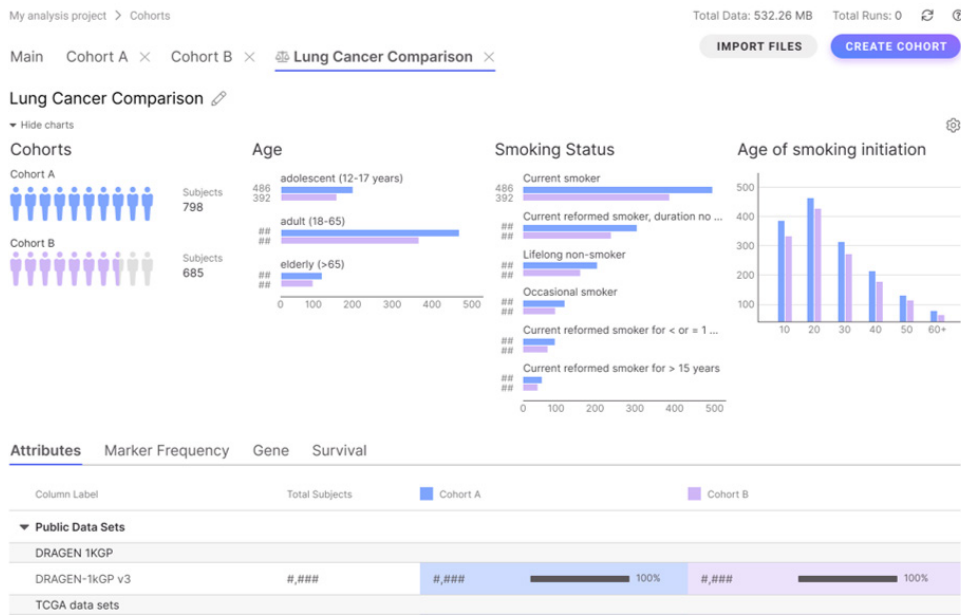 My analysis project > Cohorts
Total Data: 532.26 MB Total Runs: 0
Main Cohort A × Cohort B × Lung Cancer Comparison ×
IMPORT FILES CREATE COHORT
Lung Cancer Comparison
Hide charts
Cohorts
Cohort A
Subjects
798
Cohort B
Subjects
685
Age
adolescent (12-17 years)
486
392
adult (18-65)
##
##
elderly (>65)
##
##
0 100 200 300 400 500
Smoking Status
Current smoker
486
392
Current reformed smoker, duration no ...
##
##
Lifelong non-smoker
##
##
Occasional smoker
##
##
Current reformed smoker for < or = 1 ...
##
##
Current reformed smoker for > 15 years
##
##
0 100 200 300 400 500
Age of smoking initiation
500
400
300
200
100
10 20 30 40 50 60+
Attributes Marker Frequency Gene Survival
Column Label Total Subjects Cohort A Cohort B
Public Data Sets
DRAGEN 1KGP
DRAGEN-1kGP v3 #,### #,### 100% #,### 100%
TCGA data sets